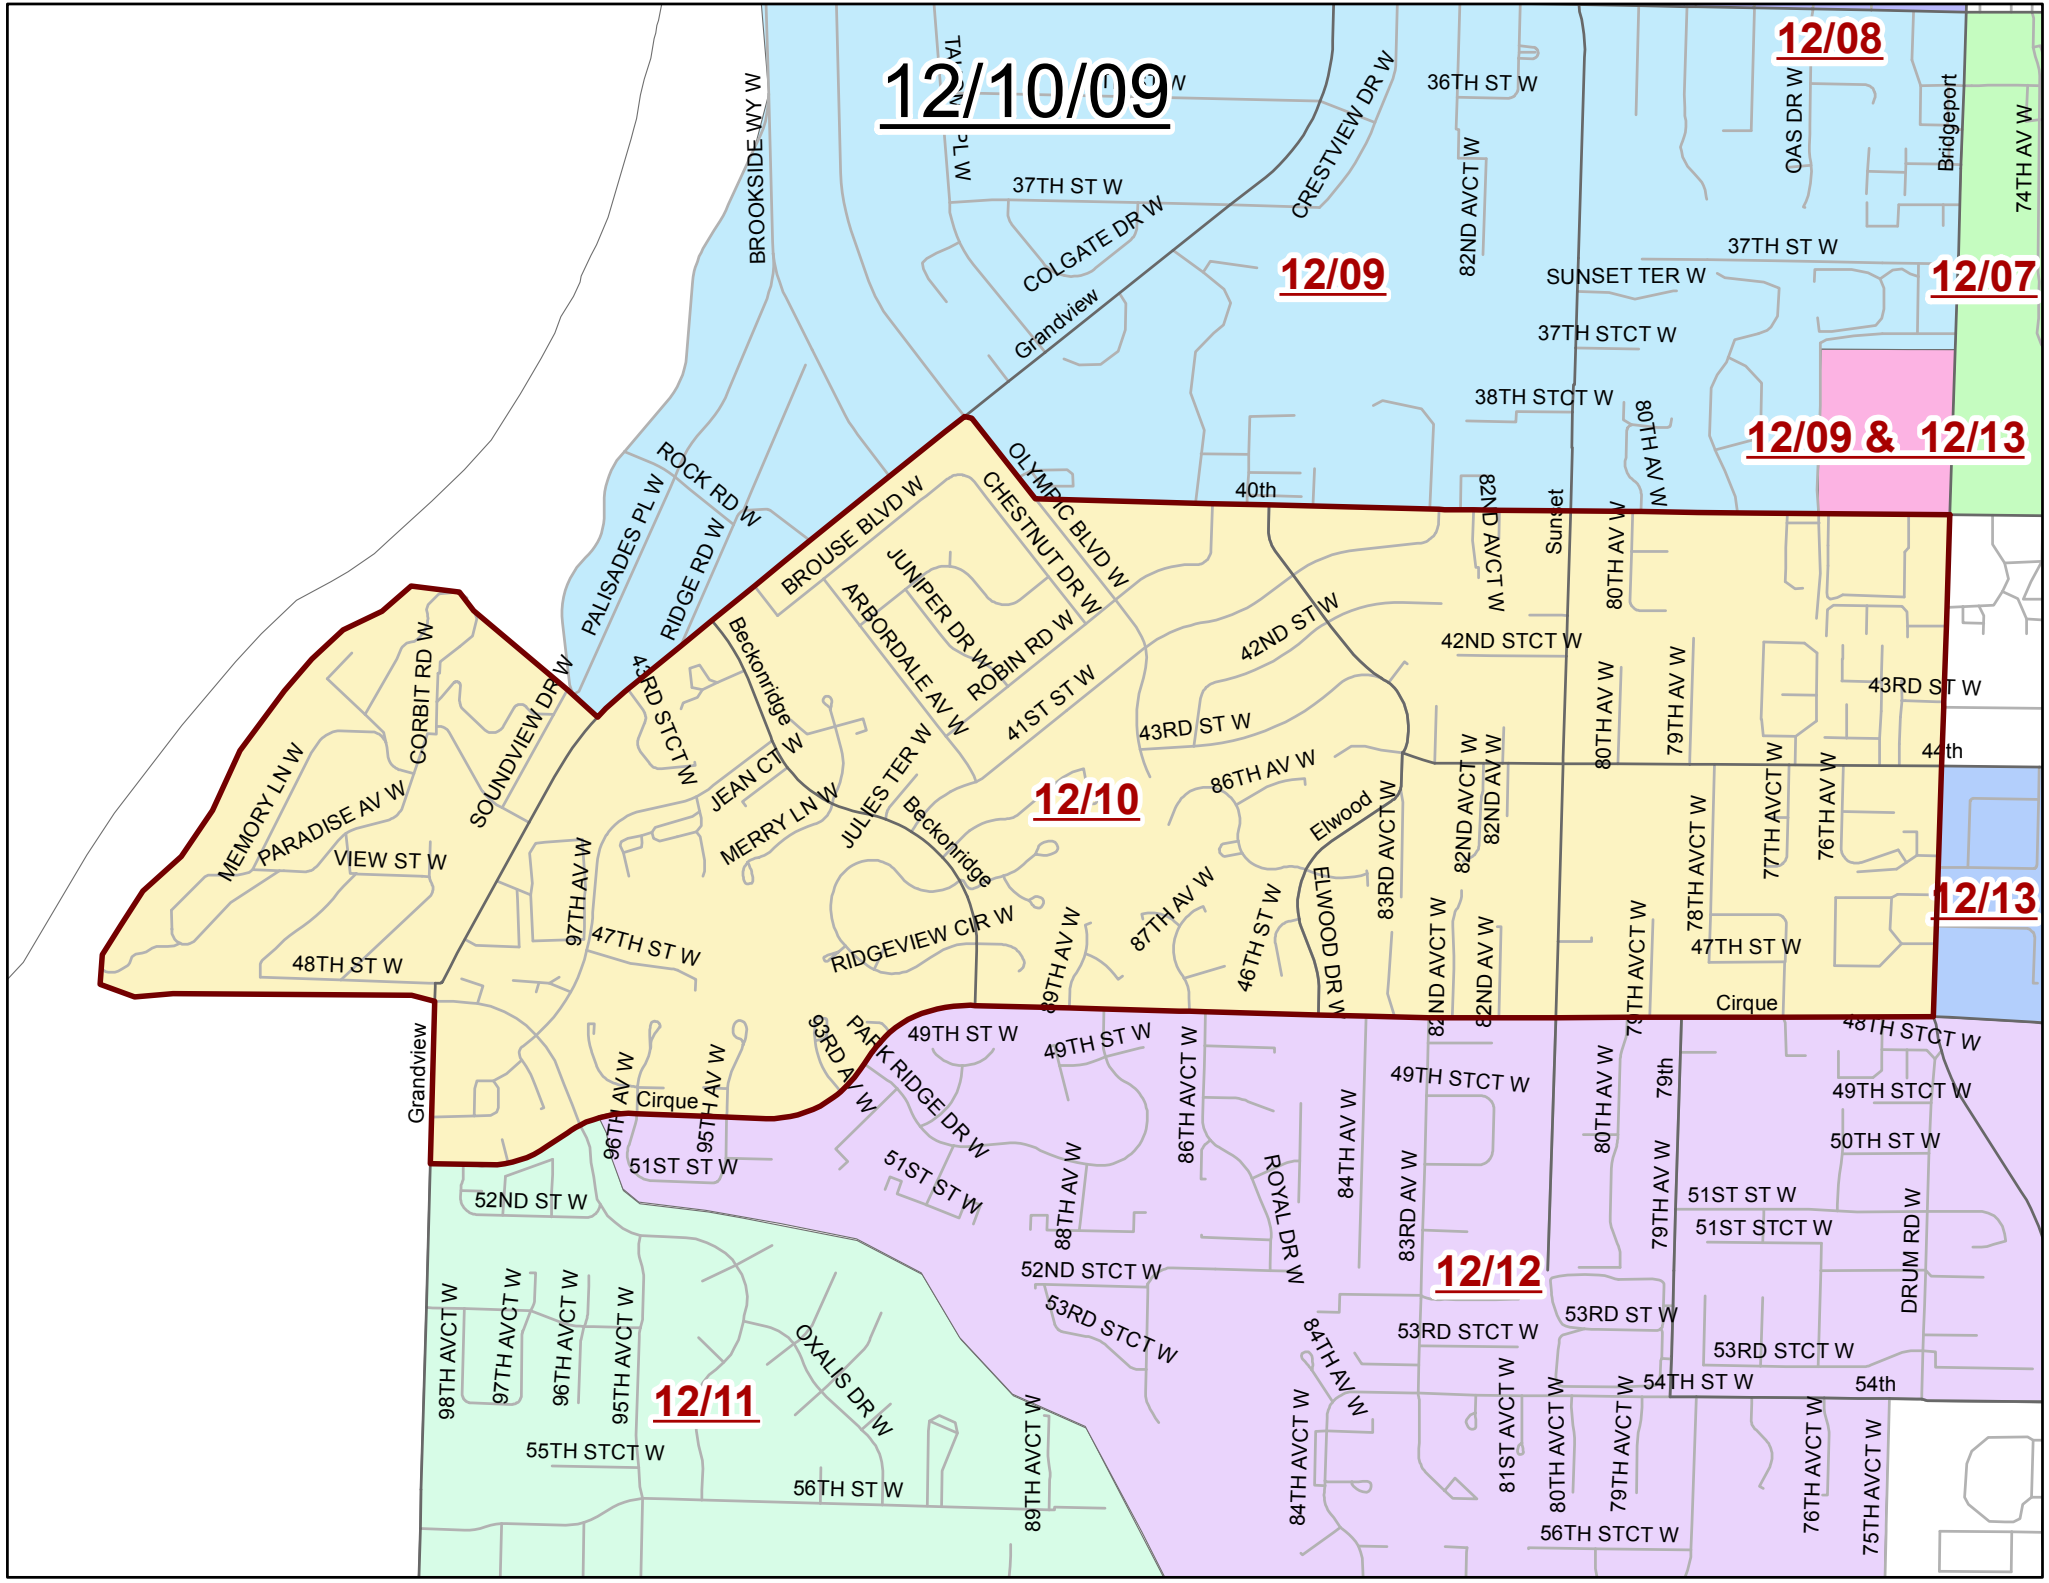 12/10/09
12/08
36TH ST W
TALON PL W
BROOKSIDE WY W
CRESTVIEW DR W
OAS DR W
Bridgeport
74TH AV W
37TH ST W
82ND AVCT W
COLGATE DR W
37TH ST W
12/09
SUNSET TER W
12/07
Grandview
37TH STCT W
38TH STCT W
80TH AV W
12/09 & 12/13
ROCK RD W
OLYMPIC BLVD W
40th
82ND AVCT W
Sunset
PALISADES PL W
RIDGE RD W
BROUSE BLVD W
CHESTNUT DR W
JUNIPER DR W
ARBORDALE AV W
80TH AV W
Beckonridge
ROBIN RD W
42ND ST W
42ND STCT W
CORBIT RD W
SOUNDVIEW DR W
43RD STCT W
41ST ST W
80TH AV W
79TH AV W
43RD ST W
43RD ST W
44th
MEMORY LN W
JEAN CT W
JULIES TER W
86TH AV W
82ND AVCT W
82ND AV W
77TH AVCT W
76TH AV W
PARADISE AV W
MERRY LN W
Beckonridge
12/10
Elwood
83RD AVCT W
78TH AVCT W
VIEW ST W
97TH AV W
ELWOOD DR W
12/13
RIDGEVIEW CIR W
87TH AV W
46TH ST W
89TH AV W
47TH ST W
48TH ST W
82ND AVCT W
82ND AV W
79TH AV CT W
47TH ST W
Cirque
Grandview
93RD AV W
PARK RIDGE DR W
49TH ST W
49TH ST W
86TH AVCT W
48TH STCT W
96TH AV W
95TH AV W
Cirque
49TH STCT W
80TH AV W
79th
49TH STCT W
84TH AV W
50TH ST W
51ST ST W
51ST ST W
88TH AV W
ROYAL DR W
83RD AV W
79TH AV W
51ST ST W
51ST STCT W
DRUM RD W
52ND ST W
52ND STCT W
12/12
98TH AVCT W
97TH AVCT W
96TH AVCT W
95TH AVCT W
53RD STCT W
53RD ST W
53RD STCT W
53RD STCT W
OXALIS DR W
84TH AV W
54TH ST W
54th
12/11
89TH AVCT W
84TH AVCT W
81ST AVCT W
80TH AVCT W
79TH AVCT W
76TH AVCT W
75TH AVCT W
55TH STCT W
56TH ST W
56TH STCT W